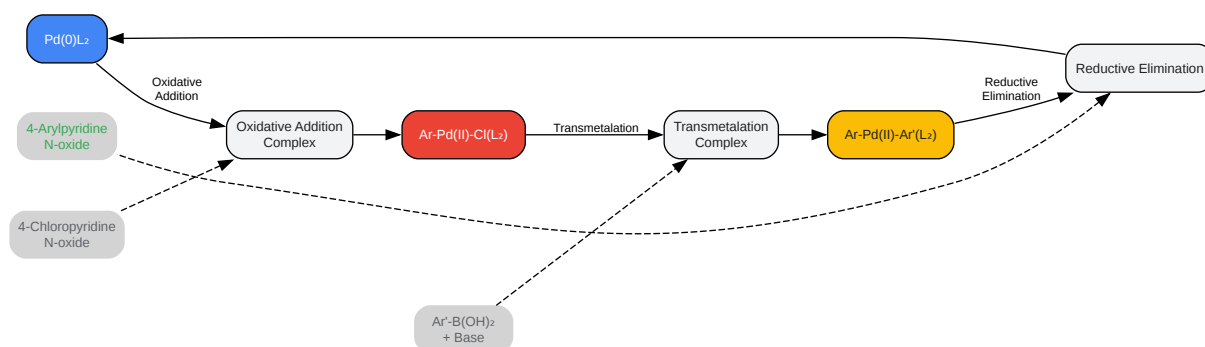 Pd(0)L₂
Oxidative
Addition
4-Arylpyridine
N-oxide
Oxidative Addition
Complex
Ar-Pd(II)-Cl(L₂)
Transmetalation
Transmetalation
Complex
Ar-Pd(II)-Ar'(L₂)
Reductive
Elimination
Reductive Elimination
4-Chloropyridine
N-oxide
Ar'-B(OH)₂
+ Base